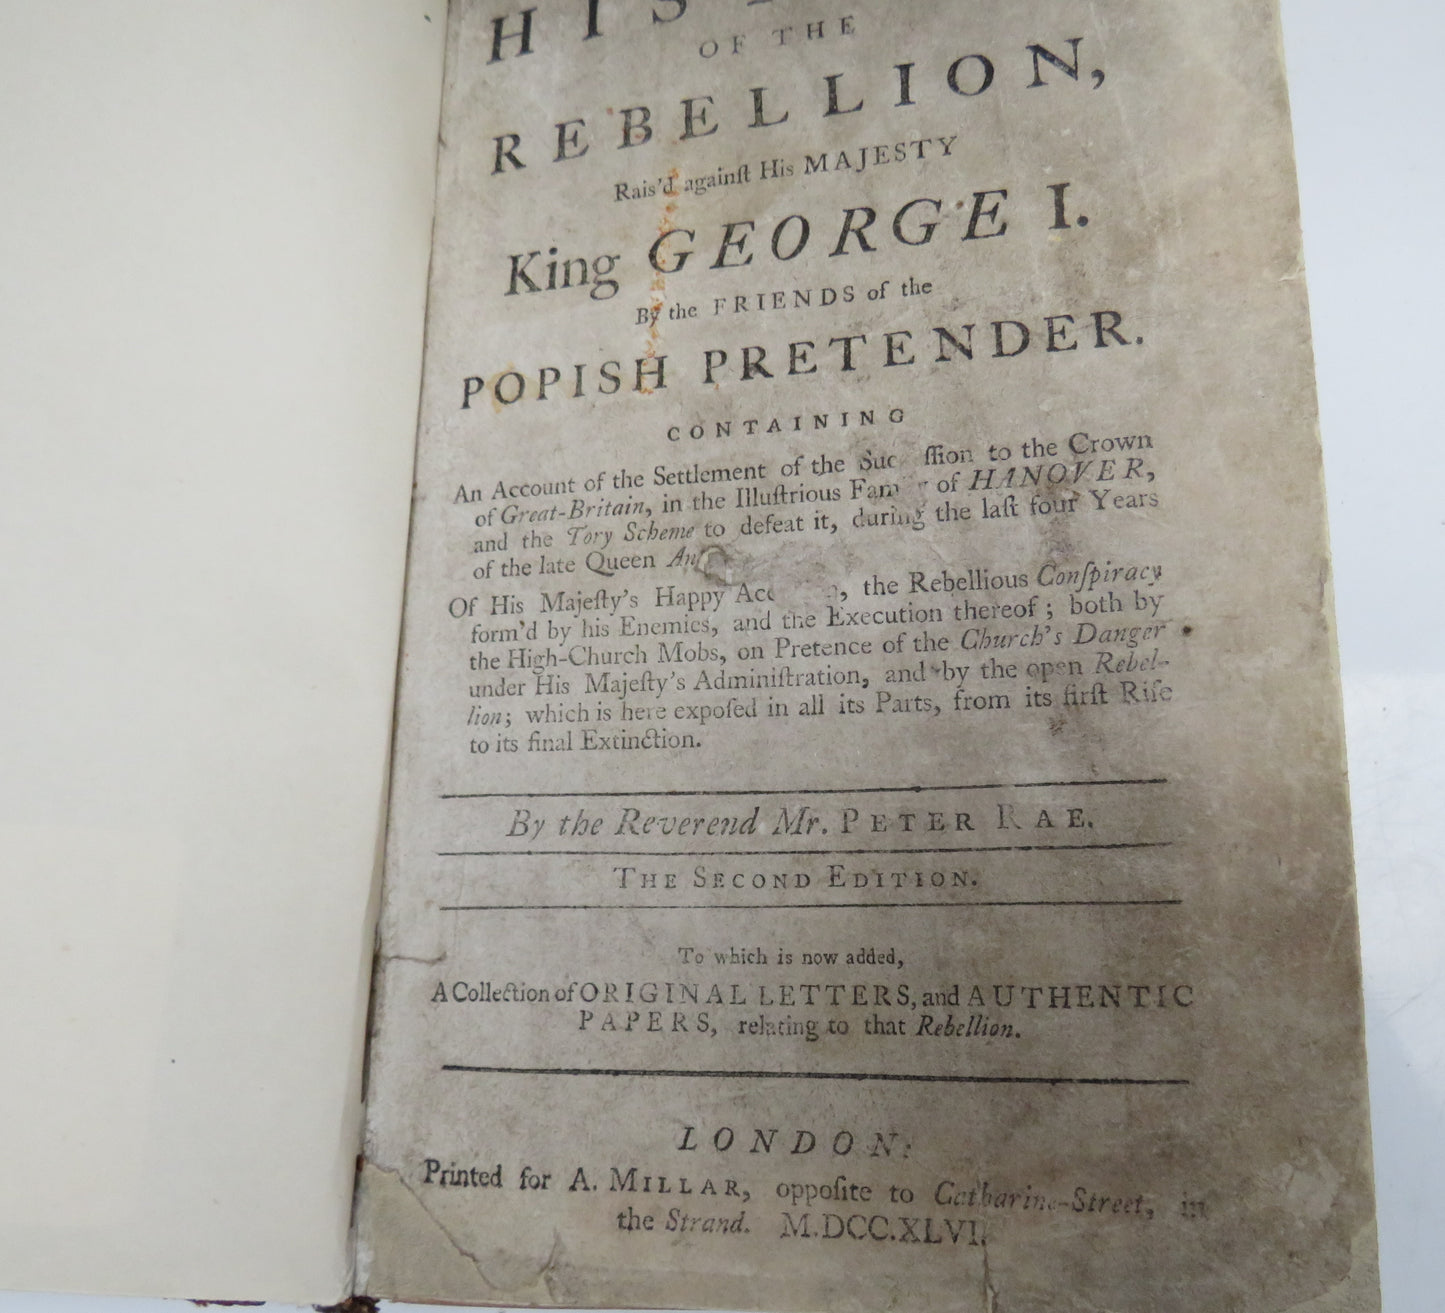 HIS
OF THE
REBELLION,
Rais'd againſt His MAJESTY
King GEORGE I.
By the FRIENDS of the
POPISH PRETENDER.
CONTAINING
An Account of the Settlement of the Suc ſſion to the Crown
of Great-Britain, in the Illuſtrious Fam of HANOVER,
and the Tory Scheme to defeat it, during the laſt four Years
of the late Queen An
Of His Majeſty's Happy Acc , the Rebellious Conſpiracy
form'd by his Enemies, and the Execution thereof; both by
the High-Church Mobs, on Pretence of the Church's Danger
under His Majeſty's Adminiſtration, and by the open Rebel-
lion; which is here expoſed in all its Parts, from its firſt Riſe
to its final Extinction.
By the Reverend Mr. PETER RAE.
THE SECOND EDITION.
To which is now added,
A Collection of ORIGINAL LETTERS, and AUTHENTIC
PAPERS, relating to that Rebellion.
LONDON:
Printed for A. MILLAR, oppoſite to Catharine-Street, in
the Strand. M.DCC.XLVI.